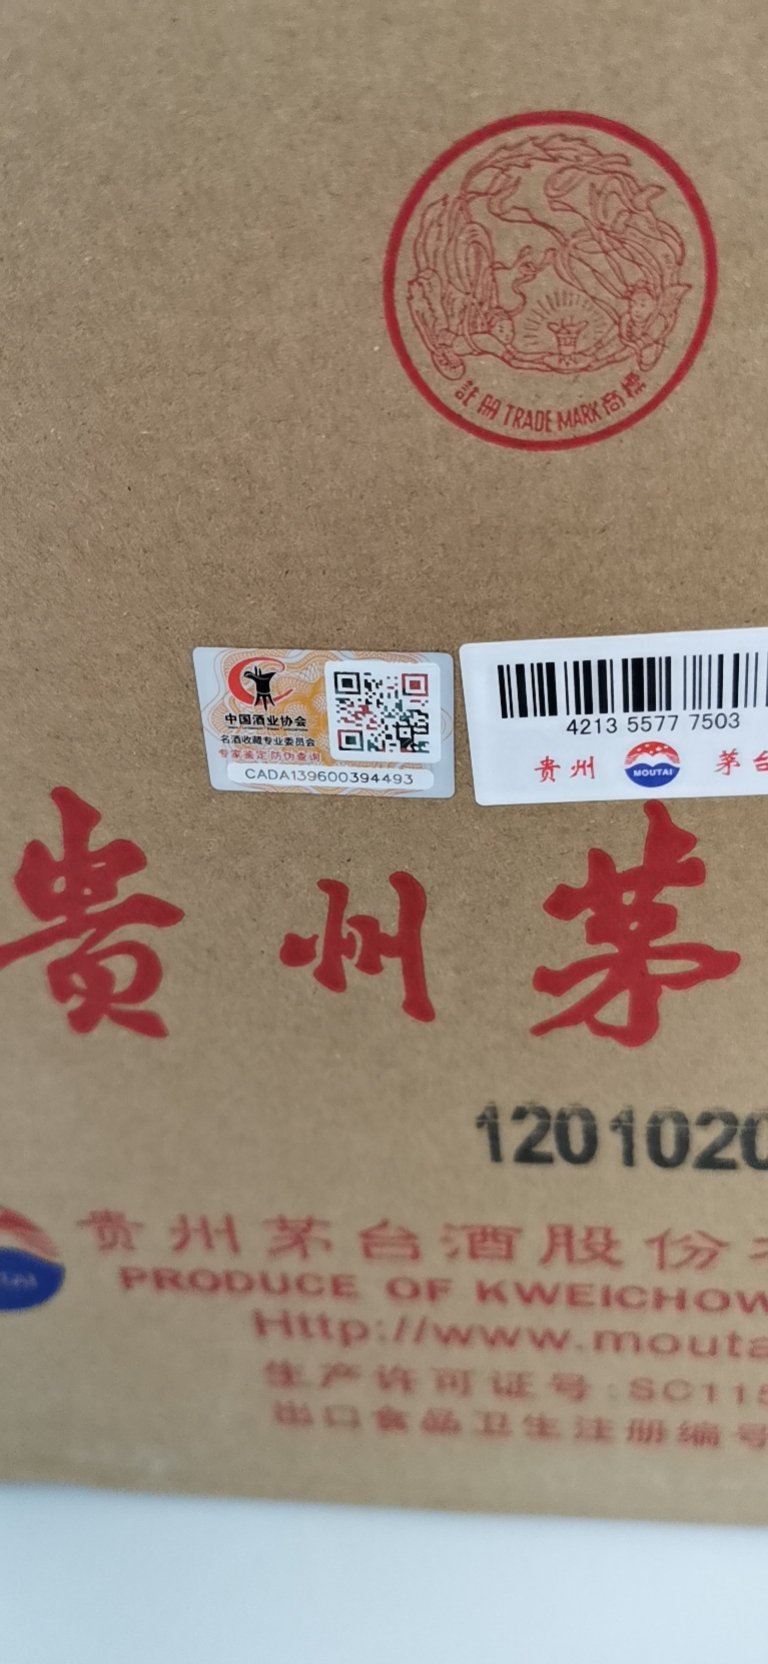 註册 TRADE MARK 商標
中国酒业协会
名酒收藏专业委员会
专家鉴定防伪查询
CADA139600394493
4213 5577 7503
贵州 MOUTAI 茅台
贵州茅
1201020
贵州茅台酒股份
PRODUCE OF KWEICHOW
Http://www.mouta
生产许可证号:SC115
出口食品卫生注册编号